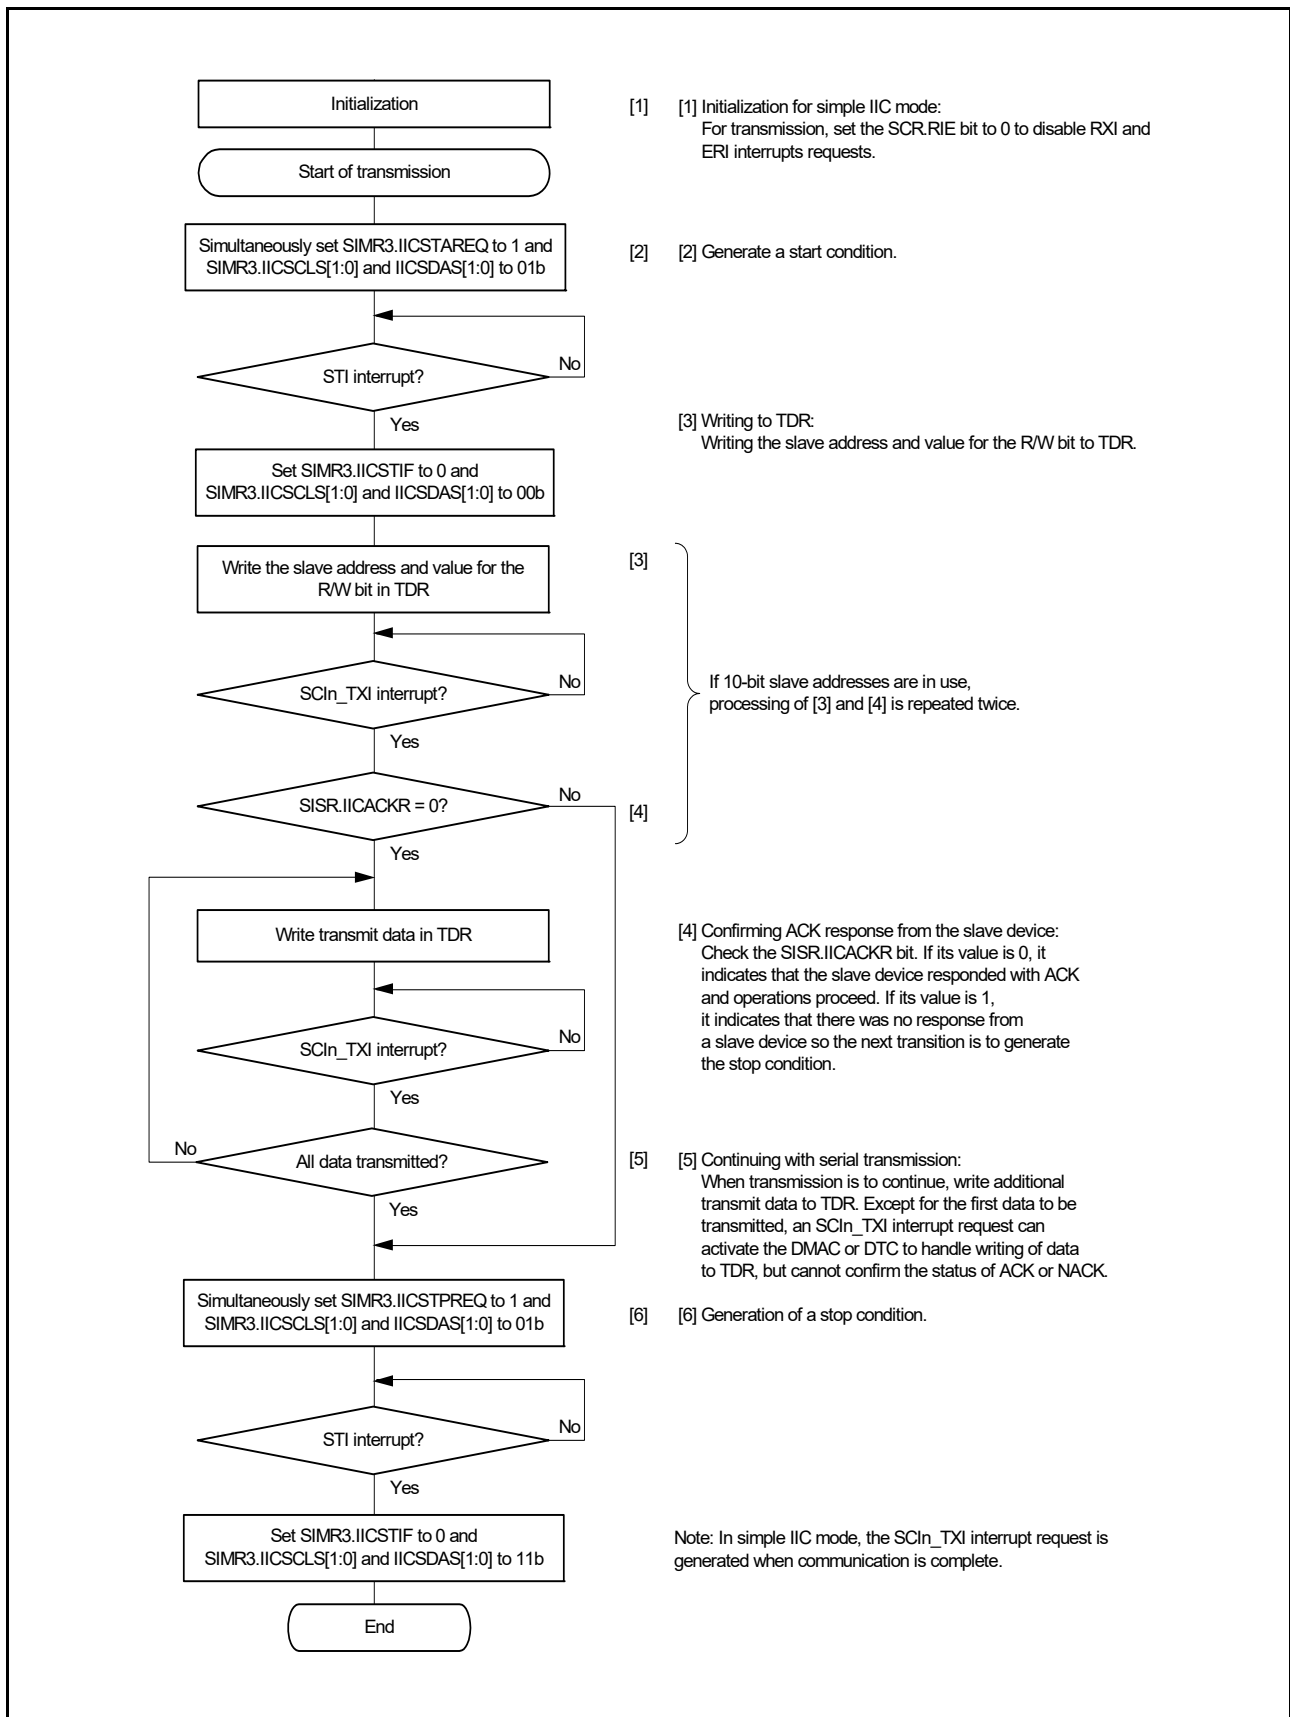 Initialization
[1]
[1] Initialization for simple IIC mode:
For transmission, set the SCR.RIE bit to 0 to disable RXI and
ERI interrupts requests.
Start of transmission
Simultaneously set SIMR3.IICSTAREQ to 1 and
SIMR3.IICSCLS[1:0] and IICSDAS[1:0] to 01b
[2]
[2] Generate a start condition.
STI interrupt?
No
Yes
[3] Writing to TDR:
Writing the slave address and value for the R/W bit to TDR.
Set SIMR3.IICSTIF to 0 and
SIMR3.IICSCLS[1:0] and IICSDAS[1:0] to 00b
Write the slave address and value for the
R/W bit in TDR
[3]
SCIn_TXI interrupt?
No
Yes
If 10-bit slave addresses are in use,
processing of [3] and [4] is repeated twice.
SISR.IICACKR = 0?
No
[4]
Yes
Write transmit data in TDR
[4] Confirming ACK response from the slave device:
Check the SISR.IICACKR bit. If its value is 0, it
indicates that the slave device responded with ACK
and operations proceed. If its value is 1,
it indicates that there was no response from
a slave device so the next transition is to generate
the stop condition.
SCIn_TXI interrupt?
No
Yes
All data transmitted?
No
Yes
[5]
[5] Continuing with serial transmission:
When transmission is to continue, write additional
transmit data to TDR. Except for the first data to be
transmitted, an SCIn_TXI interrupt request can
activate the DMAC or DTC to handle writing of data
to TDR, but cannot confirm the status of ACK or NACK.
Simultaneously set SIMR3.IICSTPREQ to 1 and
SIMR3.IICSCLS[1:0] and IICSDAS[1:0] to 01b
[6]
[6] Generation of a stop condition.
STI interrupt?
No
Yes
Set SIMR3.IICSTIF to 0 and
SIMR3.IICSCLS[1:0] and IICSDAS[1:0] to 11b
Note: In simple IIC mode, the SCIn_TXI interrupt request is
generated when communication is complete.
End